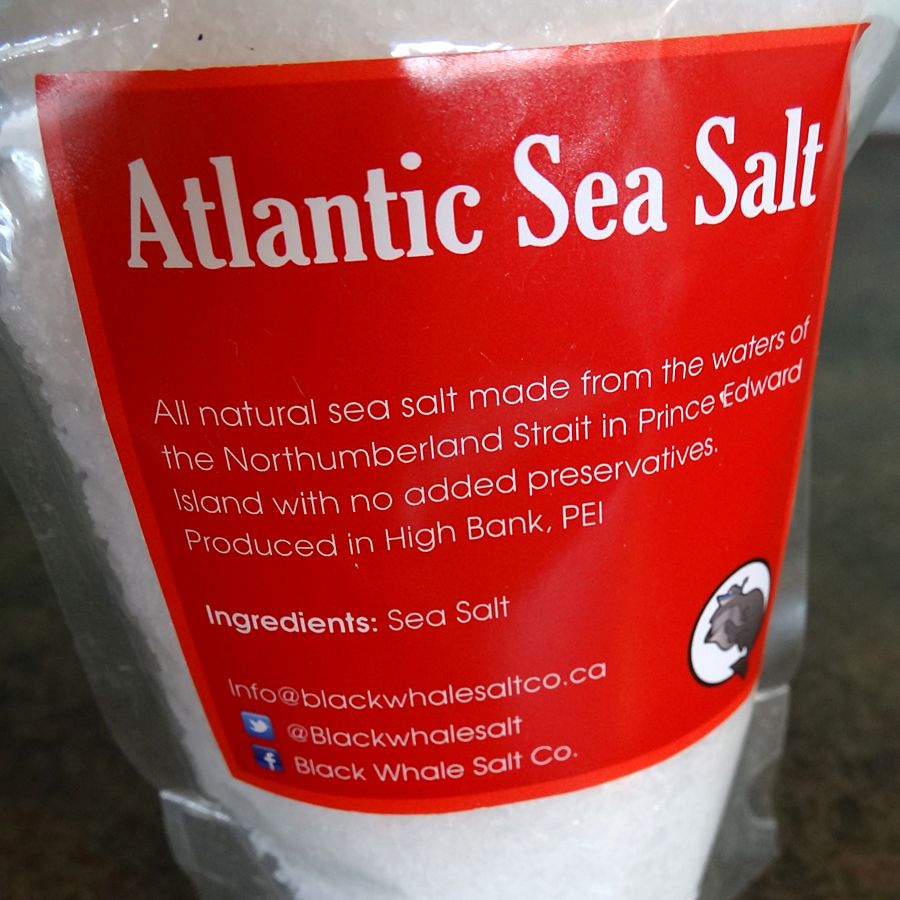 Atlantic Sea Salt
All natural sea salt made from the waters of
the Northumberland Strait in Prince Edward
Island with no added preservatives.
Produced in High Bank, PEI
Ingredients: Sea Salt
Info@blackwhalesaltco.ca
@Blackwhalesalt
f Black Whale Salt Co.